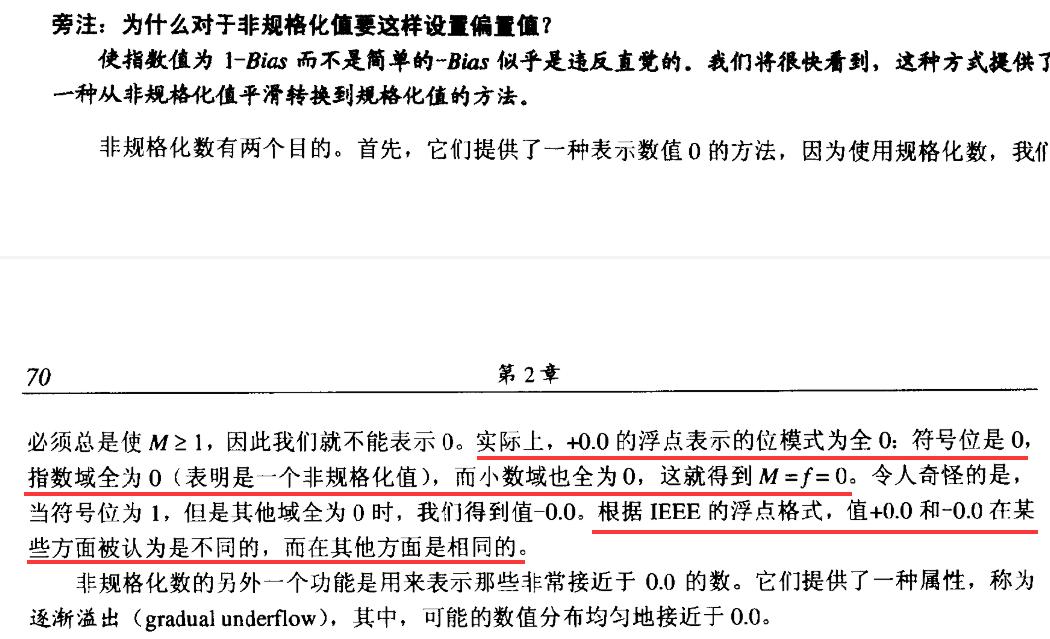 旁注：为什么对于非规格化值要这样设置偏置值？
使指数值为 1-Bias 而不是简单的-Bias 似乎是违反直觉的。我们将很快看到，这种方式提供了
一种从非规格化值平滑转换到规格化值的方法。
非规格化数有两个目的。首先，它们提供了一种表示数值 0 的方法，因为使用规格化数，我们
70
第 2 章
必须总是使 M ≥ 1，因此我们就不能表示 0。实际上，+0.0 的浮点表示的位模式为全 0：符号位是 0，
指数域全为 0（表明是一个非规格化值），而小数域也全为 0，这就得到 M = f = 0。令人奇怪的是，
当符号位为 1，但是其他域全为 0 时，我们得到值-0.0。根据 IEEE 的浮点格式，值+0.0 和-0.0 在某
些方面被认为是不同的，而在其他方面是相同的。
非规格化数的另外一个功能是用来表示那些非常接近于 0.0 的数。它们提供了一种属性，称为
逐渐溢出（gradual underflow），其中，可能的数值分布均匀地接近于 0.0。